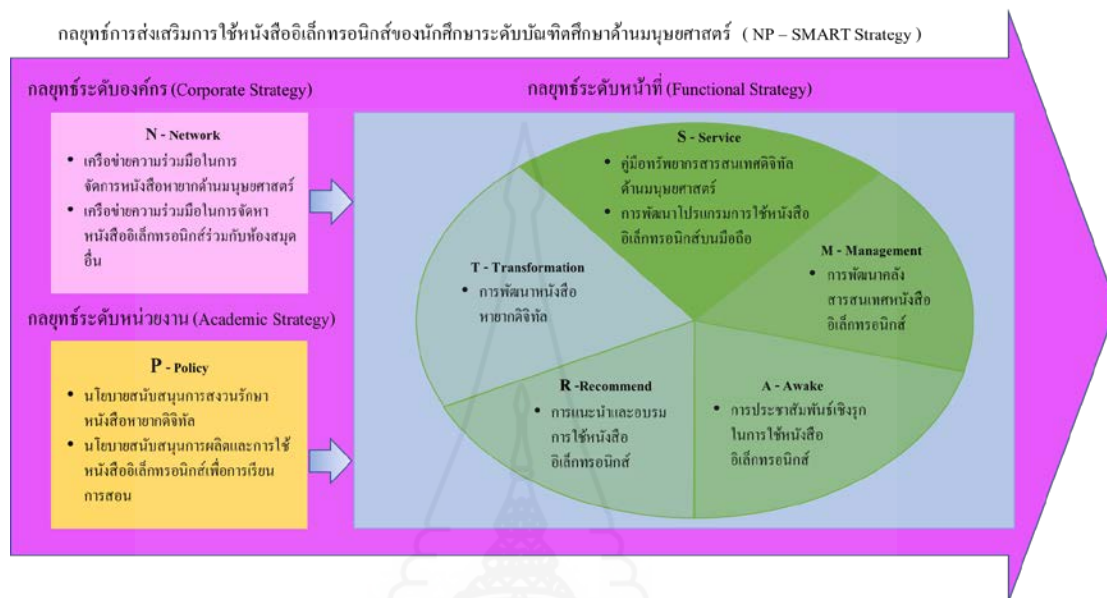 กลยุทธ์การส่งเสริมการใช้หนังสืออิเล็กทรอนิกส์ของนักศึกษาระดับบัณฑิตศึกษาด้านมนุษยศาสตร์ ( NP – SMART Strategy )
กลยุทธ์ระดับองค์กร (Corporate Strategy)
N - Network
• เครือข่ายความร่วมมือในการ
จัดการหนังสือหายากด้านมนุษยศาสตร์
• เครือข่ายความร่วมมือในการจัดหา
หนังสืออิเล็กทรอนิกส์ร่วมกับห้องสมุด
อื่น
กลยุทธ์ระดับหน่วยงาน (Academic Strategy)
P - Policy
• นโยบายสนับสนุนการสงวนรักษา
หนังสือหายากดิจิทัล
• นโยบายสนับสนุนการผลิตและการใช้
หนังสืออิเล็กทรอนิกส์เพื่อการเรียน
การสอน
กลยุทธ์ระดับหน้าที่ (Functional Strategy)
S - Service
• คู่มือทรัพยากรสารสนเทศดิจิทัล
ด้านมนุษยศาสตร์
• การพัฒนาโปรแกรมการใช้หนังสือ
อิเล็กทรอนิกส์บนมือถือ
M - Management
• การพัฒนาคลัง
สารสนเทศหนังสือ
อิเล็กทรอนิกส์
A - Awake
• การประชาสัมพันธ์เชิงรุก
ในการใช้หนังสือ
อิเล็กทรอนิกส์
R -Recommend
• การแนะนำและอบรม
การใช้หนังสือ
อิเล็กทรอนิกส์
T - Transformation
• การพัฒนาหนังสือ
หายากดิจิทัล